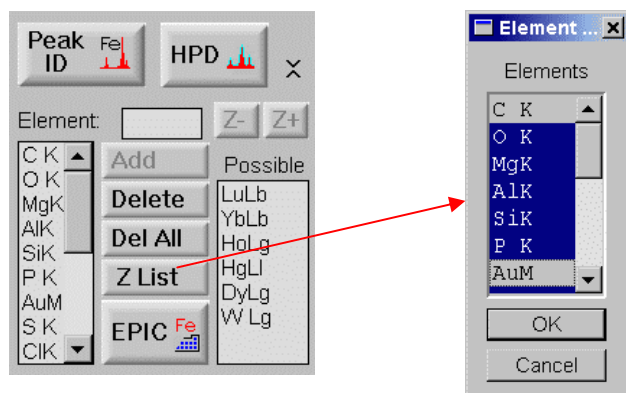 Peak ID Fe
HPD
Element:
Z- Z+
C K
O K
MgK
AlK
SiK
P K
AuM
S K
ClK
Add
Delete
Del All
Z List
EPIC Fe
Possible
LuLb
YbLb
HoLg
HgLl
DyLg
W Lg
Element ...
Elements
C K
O K
MgK
AlK
SiK
P K
AuM
OK
Cancel